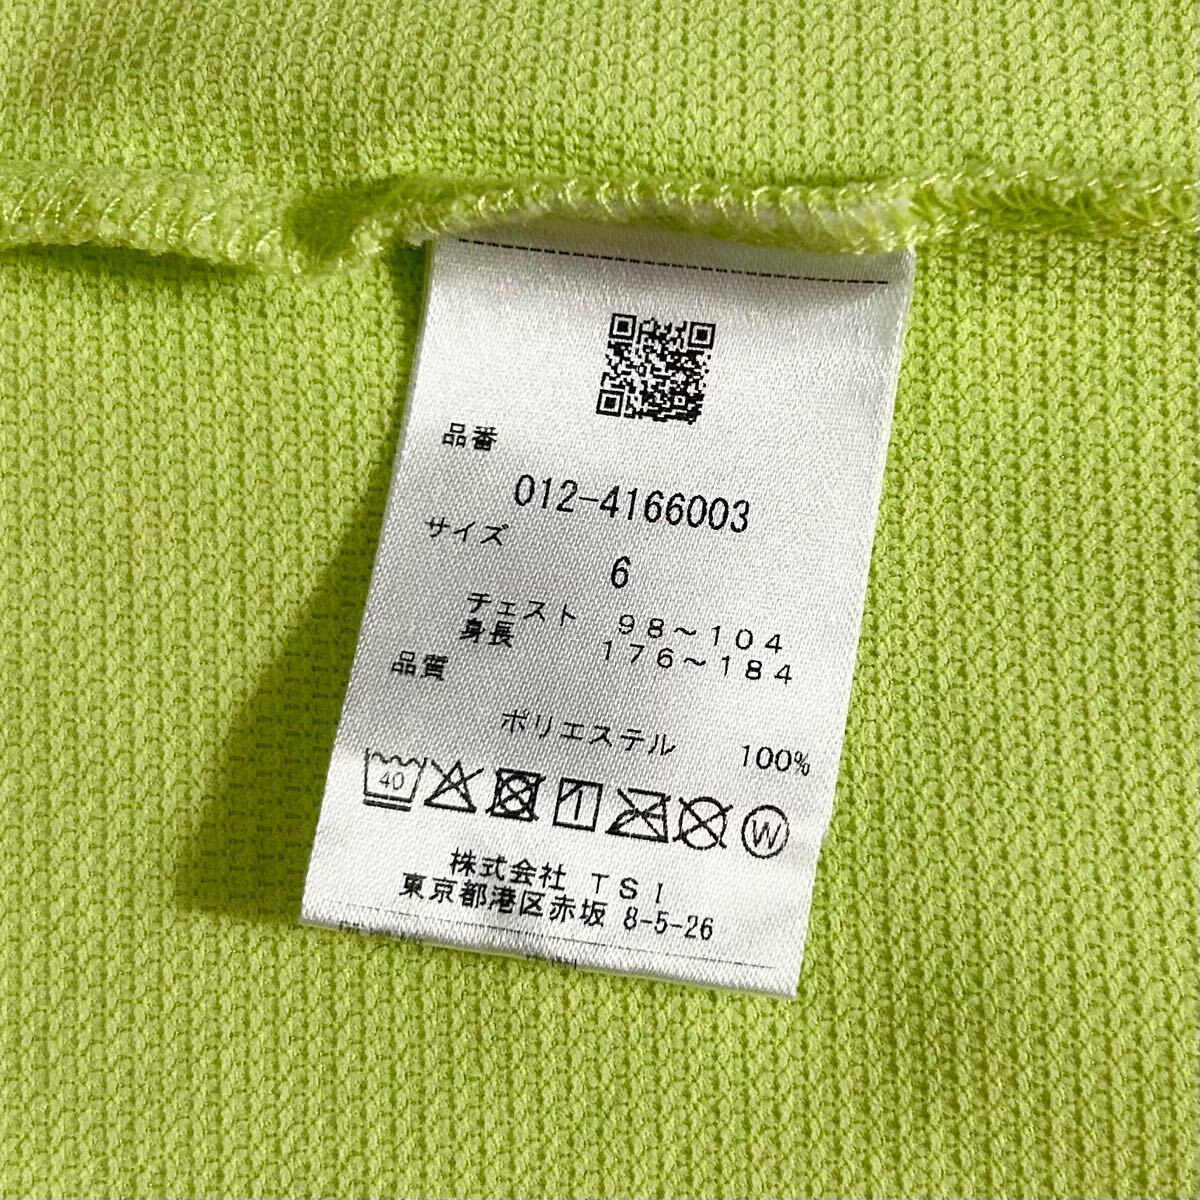 品番
012-4166003
サイズ
6
チェスト 98～104
身長 176～184
品質
ポリエステル 100%
40
W
株式会社 TSI
東京都港区赤坂 8-5-26